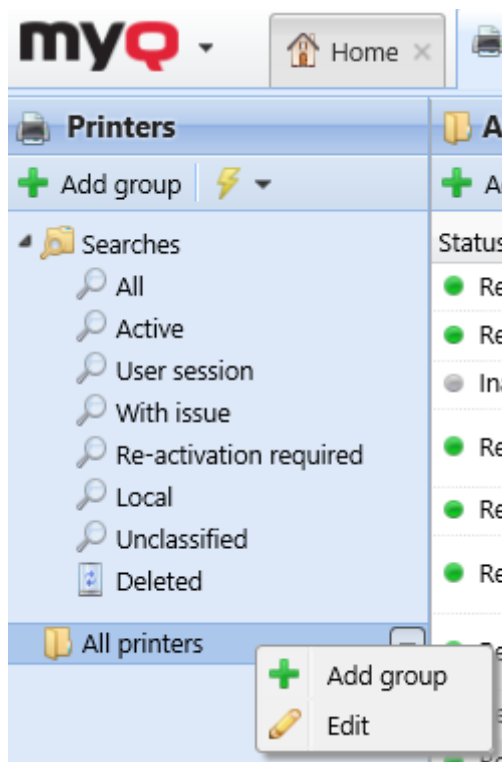 myQ
Home
Printers
Add group
Searches
All
Active
User session
With issue
Re-activation required
Local
Unclassified
Deleted
All printers
Add group
Edit